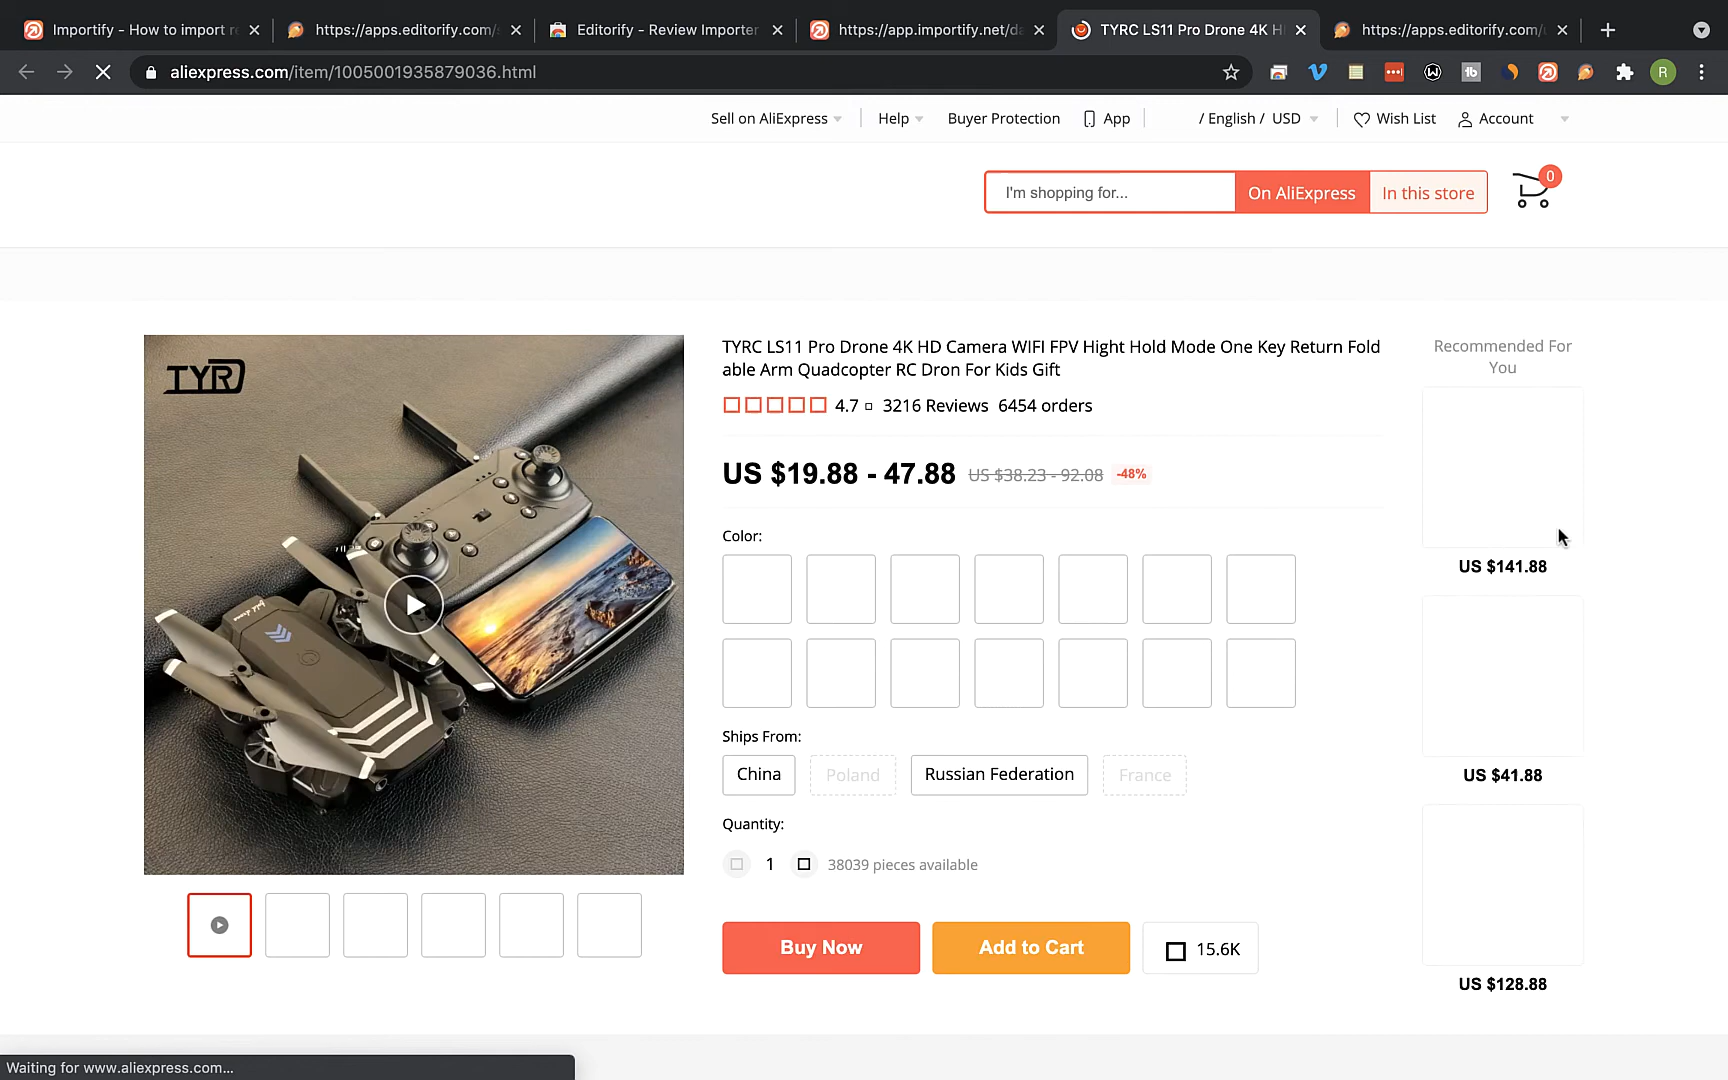 Importify - How to import r
https://apps.editorify.com/s
Editorify - Review Importer
https://app.importify.net/da
TYRC LS11 Pro Drone 4K H
https://apps.editorify.com/u
aliexpress.com/item/1005001935879036.html
R
Sell on AliExpress
Help
Buyer Protection
App
/ English / USD
Wish List
Account
I'm shopping for...
On AliExpress
In this store
0
TYR
TYRC LS11 Pro Drone 4K HD Camera WIFI FPV Hight Hold Mode One Key Return Fold
able Arm Quadcopter RC Dron For Kids Gift
4.7 3216 Reviews 6454 orders
US $19.88 - 47.88 US $38.23 - 92.08 -48%
Color:
Ships From:
China
Poland
Russian Federation
France
Quantity:
1
38039 pieces available
Buy Now
Add to Cart
15.6K
Recommended For
You
US $141.88
US $41.88
US $128.88
Waiting for www.aliexpress.com...